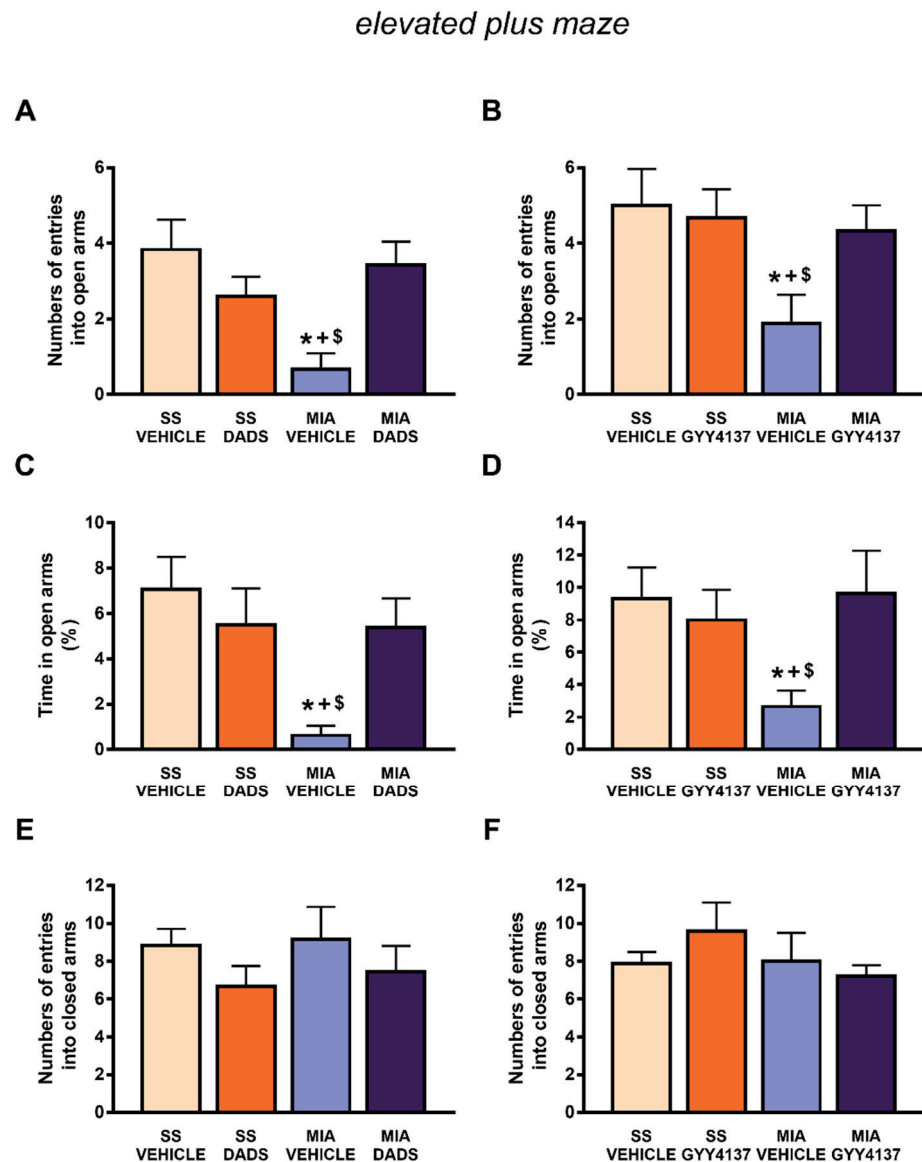 elevated plus maze
A
Numbers of entries
into open arms
6
4
2
0
*+$
SS
VEHICLE
SS
DADS
MIA
VEHICLE
MIA
DADS
B
Numbers of entries
into open arms
6
4
2
0
*+$
SS
VEHICLE
SS
GYY4137
MIA
VEHICLE
MIA
GYY4137
C
Time in open arms
(%)
10
8
6
4
2
0
*+$
SS
VEHICLE
SS
DADS
MIA
VEHICLE
MIA
DADS
D
Time in open arms
(%)
14
12
10
8
6
4
2
0
*+$
SS
VEHICLE
SS
GYY4137
MIA
VEHICLE
MIA
GYY4137
E
Numbers of entries
into closed arms
12
10
8
6
4
2
0
SS
VEHICLE
SS
DADS
MIA
VEHICLE
MIA
DADS
F
Numbers of entries
into closed arms
12
10
8
6
4
2
0
SS
VEHICLE
SS
GYY4137
MIA
VEHICLE
MIA
GYY4137